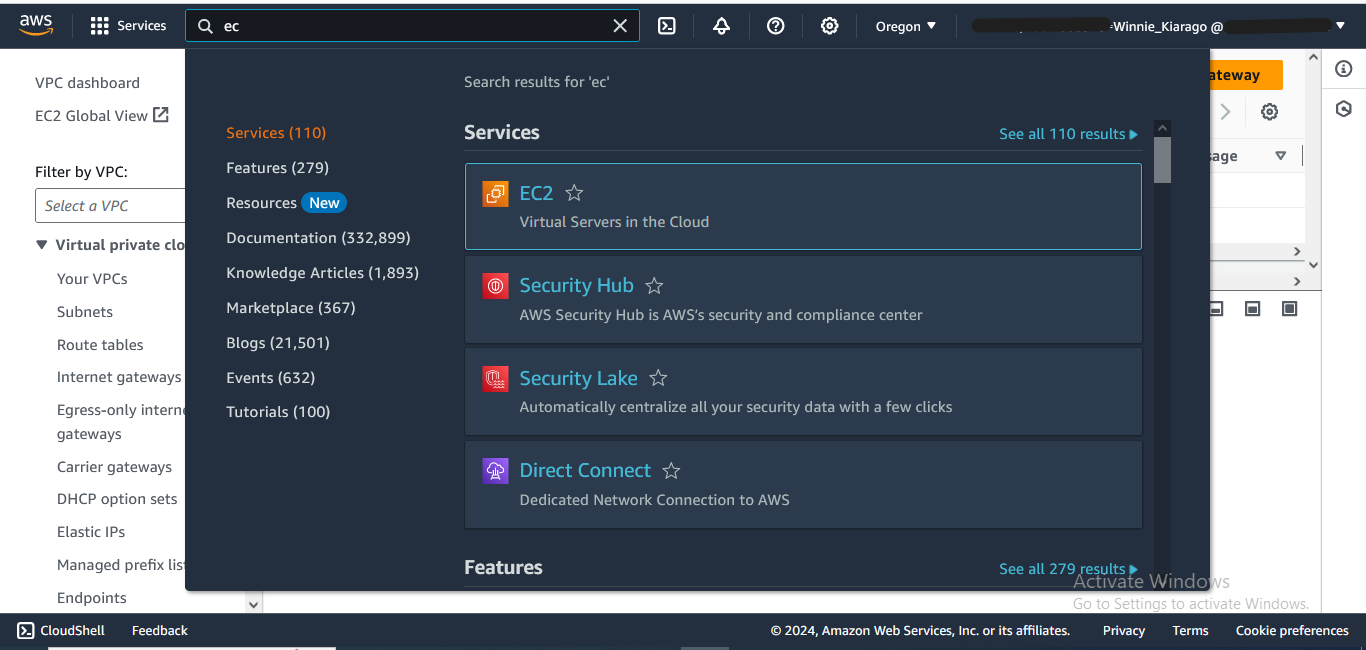 aws
Services
ec
Oregon
Winnie_Kiarago @
VPC dashboard
EC2 Global View
Filter by VPC:
Select a VPC
Virtual private clo
Your VPCs
Subnets
Route tables
Internet gateways
Egress-only interne
gateways
Carrier gateways
DHCP option sets
Elastic IPs
Managed prefix list
Endpoints
Search results for 'ec'
Services (110)
Features (279)
Resources New
Documentation (332,899)
Knowledge Articles (1,893)
Marketplace (367)
Blogs (21,501)
Events (632)
Tutorials (100)
Services
See all 110 results
EC2
Virtual Servers in the Cloud
Security Hub
AWS Security Hub is AWS's security and compliance center
Security Lake
Automatically centralize all your security data with a few clicks
Direct Connect
Dedicated Network Connection to AWS
Features
See all 279 results
ateway
sage
Activate Windows
Go to Settings to activate Windows.
CloudShell
Feedback
© 2024, Amazon Web Services, Inc. or its affiliates.
Privacy
Terms
Cookie preferences